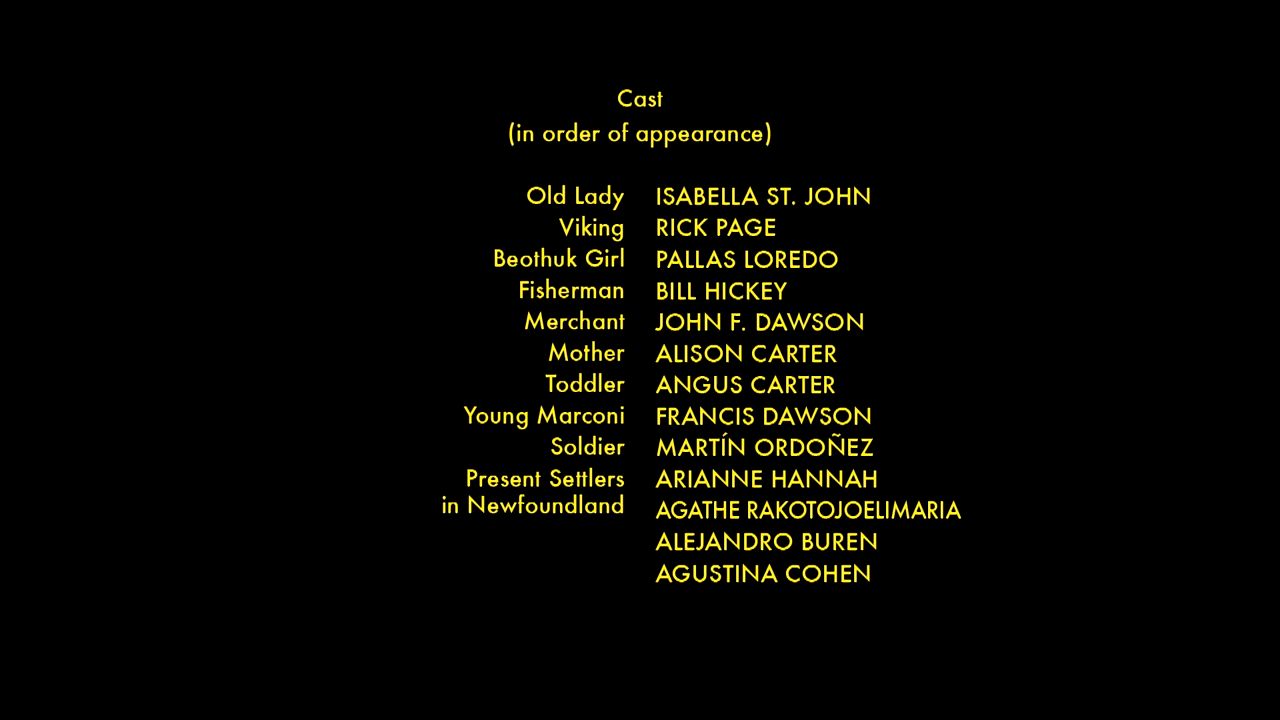 Cast
(in order of appearance)
Old Lady ISABELLA ST. JOHN
Viking RICK PAGE
Beothuk Girl PALLAS LOREDO
Fisherman BILL HICKEY
Merchant JOHN F. DAWSON
Mother ALISON CARTER
Toddler ANGUS CARTER
Young Marconi FRANCIS DAWSON
Soldier MARTÍN ORDOÑEZ
Present Settlers ARIANNE HANNAH
in Newfoundland AGATHE RAKOTOJOELIMARIA
ALEJANDRO BUREN
AGUSTINA COHEN